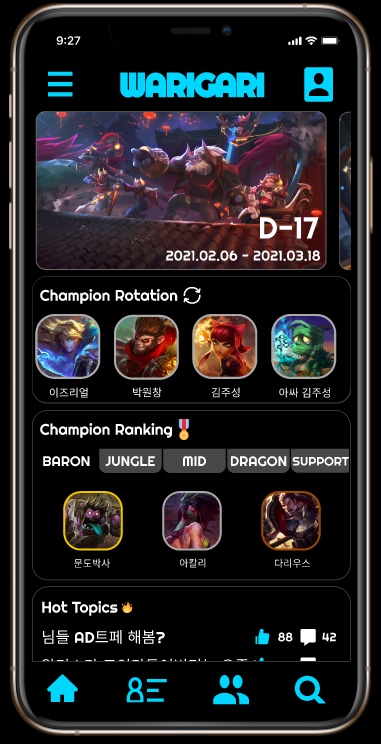 9:27
WARIGARI
D-17
2021.02.06 - 2021.03.18
Champion Rotation
이즈리얼 박원창 김주성 아싸 김주성
Champion Ranking
BARON JUNGLE MID DRAGON SUPPORT
문도박사 아칼리 다리우스
Hot Topics
님들 AD트페 해봄? 88 42